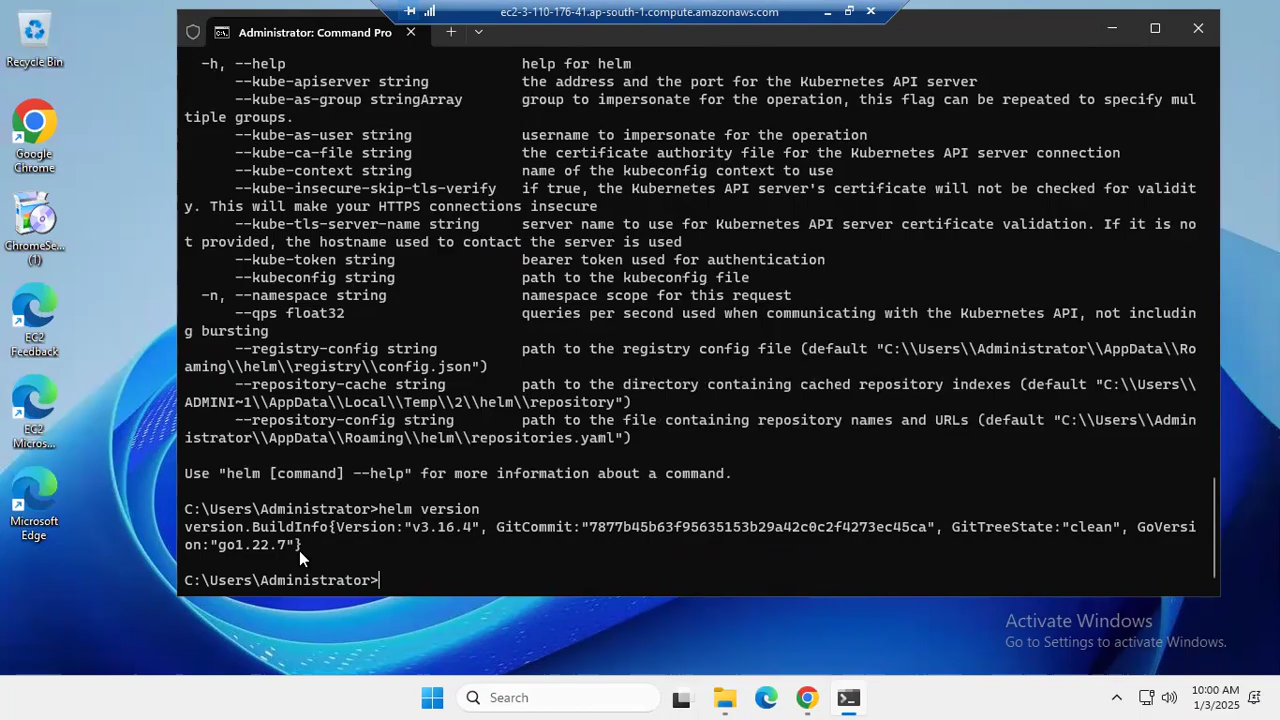 ec2-3-110-176-41.ap-south-1.compute.amazonaws.com
Administrator: Command Pro
Recycle Bin
Google
Chrome
ChromeSe...
(1)
EC2
Feedback
EC2
Micros...
Microsoft
Edge
-h, --help help for helm
--kube-apiserver string the address and the port for the Kubernetes API server
--kube-as-group stringArray group to impersonate for the operation, this flag can be repeated to specify mul
tiple groups.
--kube-as-user string username to impersonate for the operation
--kube-ca-file string the certificate authority file for the Kubernetes API server connection
--kube-context string name of the kubeconfig context to use
--kube-insecure-skip-tls-verify if true, the Kubernetes API server's certificate will not be checked for validit
y. This will make your HTTPS connections insecure
--kube-tls-server-name string server name to use for Kubernetes API server certificate validation. If it is no
t provided, the hostname used to contact the server is used
--kube-token string bearer token used for authentication
--kubeconfig string path to the kubeconfig file
-n, --namespace string namespace scope for this request
--qps float32 queries per second used when communicating with the Kubernetes API, not includin
g bursting
--registry-config string path to the registry config file (default "C:\\Users\\Administrator\\AppData\\Ro
aming\\helm\\registry\\config.json")
--repository-cache string path to the directory containing cached repository indexes (default "C:\\Users\\
ADMINI~1\\AppData\\Local\\Temp\\2\\helm\\repository")
--repository-config string path to the file containing repository names and URLs (default "C:\\Users\\Admin
istrator\\AppData\\Roaming\\helm\\repositories.yaml")
Use "helm [command] --help" for more information about a command.
C:\Users\Administrator>helm version
version.BuildInfo{Version:"v3.16.4", GitCommit:"7877b45b63f95635153b29a42c0c2f4273ec45ca", GitTreeState:"clean", GoVersi
on:"go1.22.7"}
C:\Users\Administrator>
Activate Windows
Go to Settings to activate Windows.
Search
10:00 AM
1/3/2025